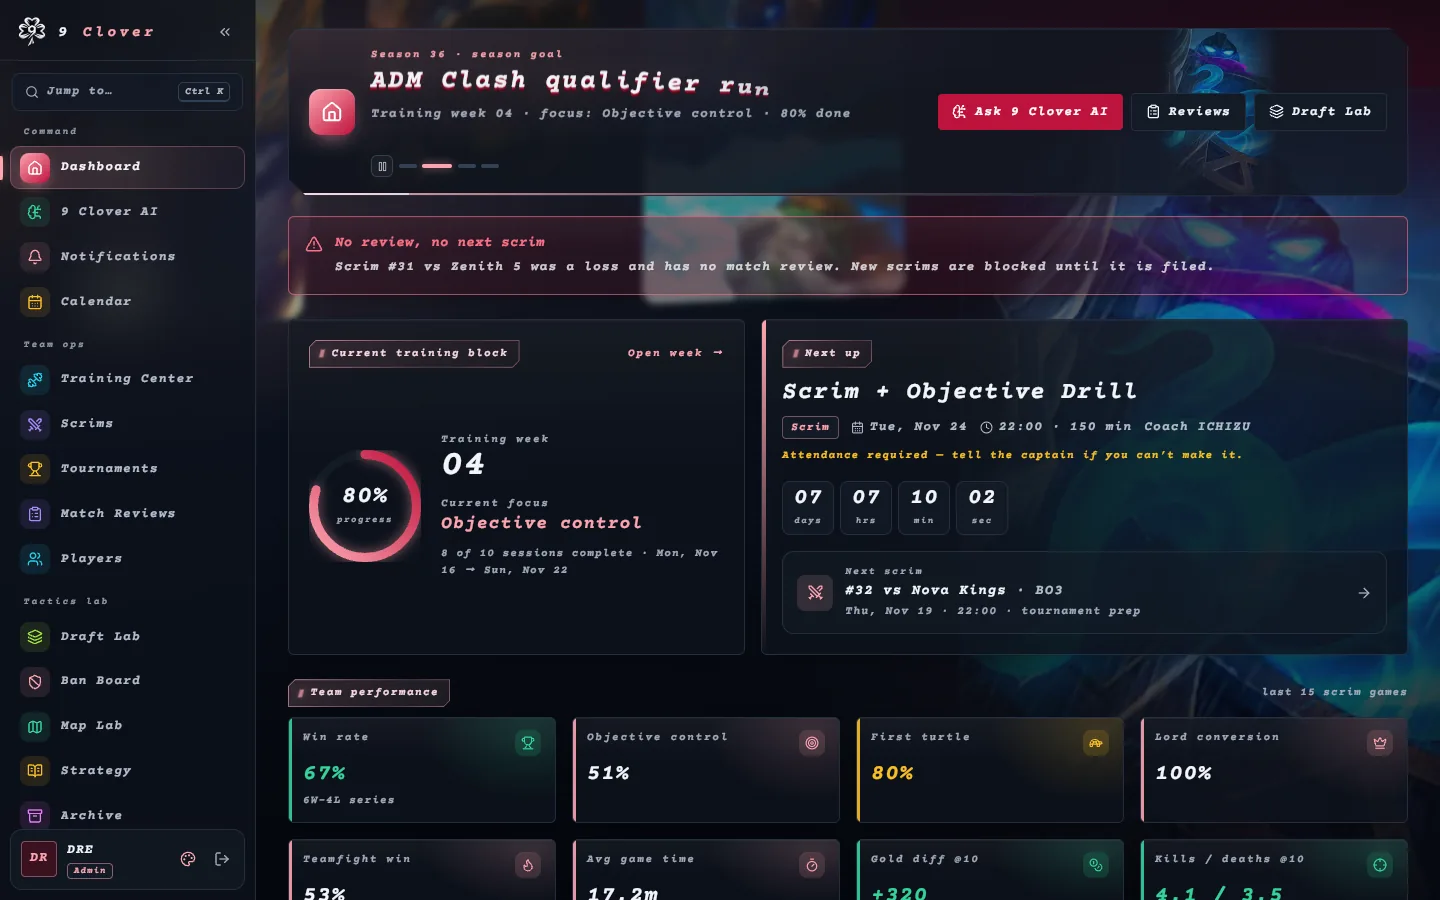 9 Clover
Jump to…
Ctrl K
Command
Dashboard
9 Clover AI
Notifications
Calendar
Team ops
Training Center
Scrims
Tournaments
Match Reviews
Players
Tactics lab
Draft Lab
Ban Board
Map Lab
Strategy
Archive
DR
DRE
Admin
Season 36 · season goal
ADM Clash qualifier run
Training week 04 · focus: Objective control · 80% done
Ask 9 Clover AI
Reviews
Draft Lab
No review, no next scrim
Scrim #31 vs Zenith 5 was a loss and has no match review. New scrims are blocked until it is filed.
Current training block
Open week →
80%
progress
Training week
04
Current focus
Objective control
8 of 10 sessions complete · Mon, Nov
16 → Sun, Nov 22
Next up
Scrim + Objective Drill
Scrim
Tue, Nov 24
22:00 · 150 min
Coach ICHIZU
Attendance required — tell the captain if you can't make it.
07
days
07
hrs
10
min
02
sec
Next scrim
#32 vs Nova Kings · BO3
Thu, Nov 19 · 22:00 · tournament prep
Team performance
last 15 scrim games
Win rate
67%
6W-4L series
Objective control
51%
First turtle
80%
Lord conversion
100%
Teamfight win
53%
Avg game time
17.2m
Gold diff @10
+320
Kills / deaths @10
4.1 / 3.5